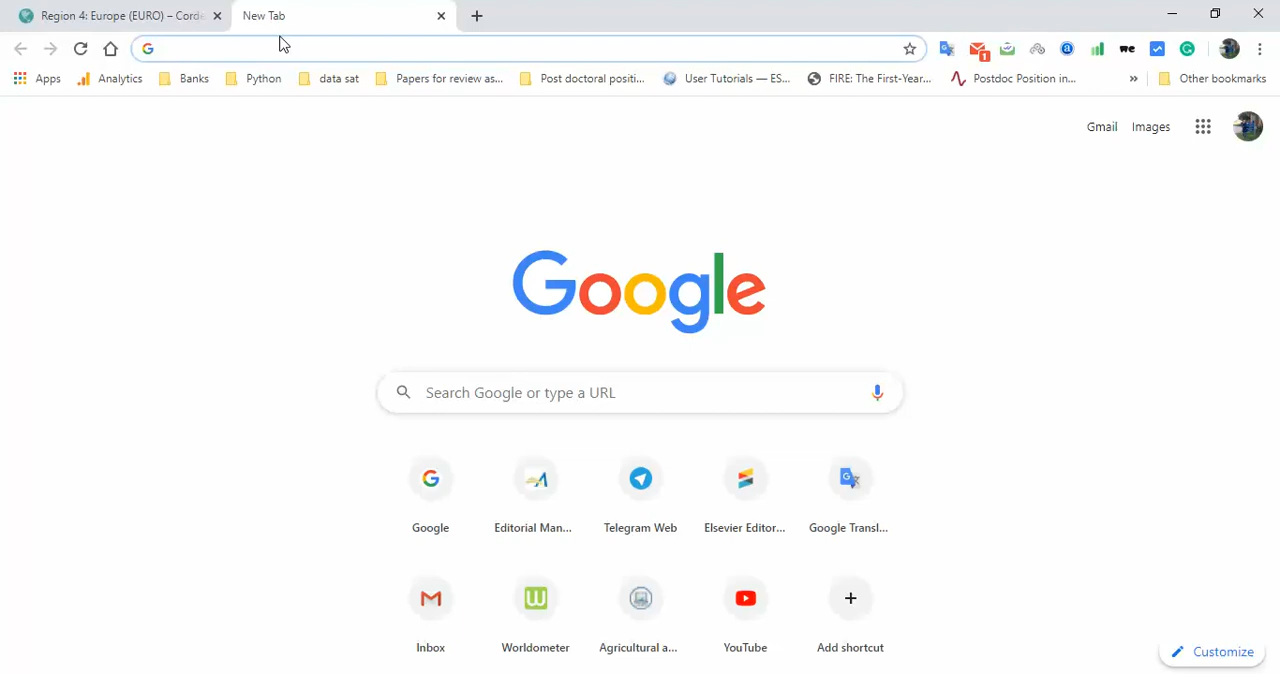 Region 4: Europe (EURO) – Corde
New Tab
1
Apps
Analytics
Banks
Python
data sat
Papers for review as...
Post doctoral positi...
User Tutorials — ES...
FIRE: The First-Year...
Postdoc Position in...
»
Other bookmarks
Gmail
Images
Google
Search Google or type a URL
Google
Editorial Man...
Telegram Web
Elsevier Editor...
Google Transl...
Inbox
Worldometer
Agricultural a...
YouTube
Add shortcut
Customize